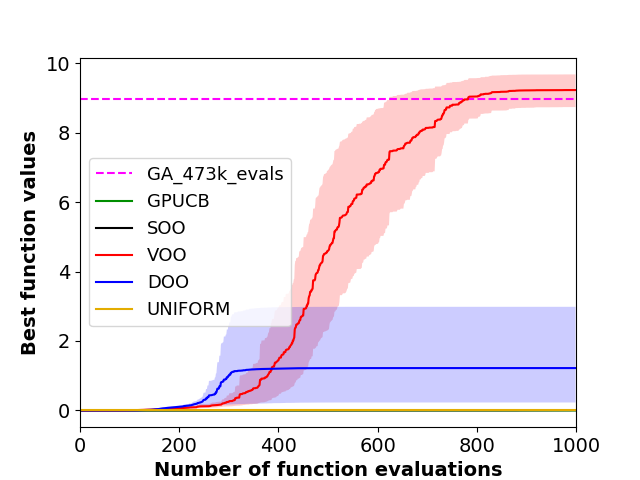 10
8
6
4
2
0
Best function values
GA_473k_evals
GPUCB
SOO
VOO
DOO
UNIFORM
0 200 400 600 800 1000
Number of function evaluations